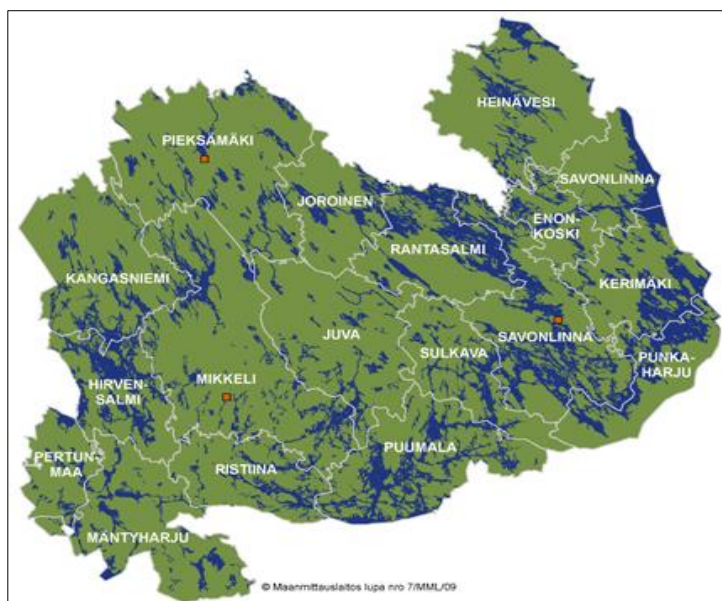 HEINÄVESI
PIEKSÄMÄKI
SAVONLINNA
JOROINEN
ENON-
KOSKI
RANTASALMI
KANGASNIEMI
KERIMÄKI
JUVA
SAVONLINNA
SULKAVA
PUNKA-
HARJU
HIRVEN-
SALMI
MIKKELI
PUUMALA
PERTUN-
MAA
RISTIINA
MÄNTYHARJU
© Maanmittauslaitos lupa nro 7/MML/09